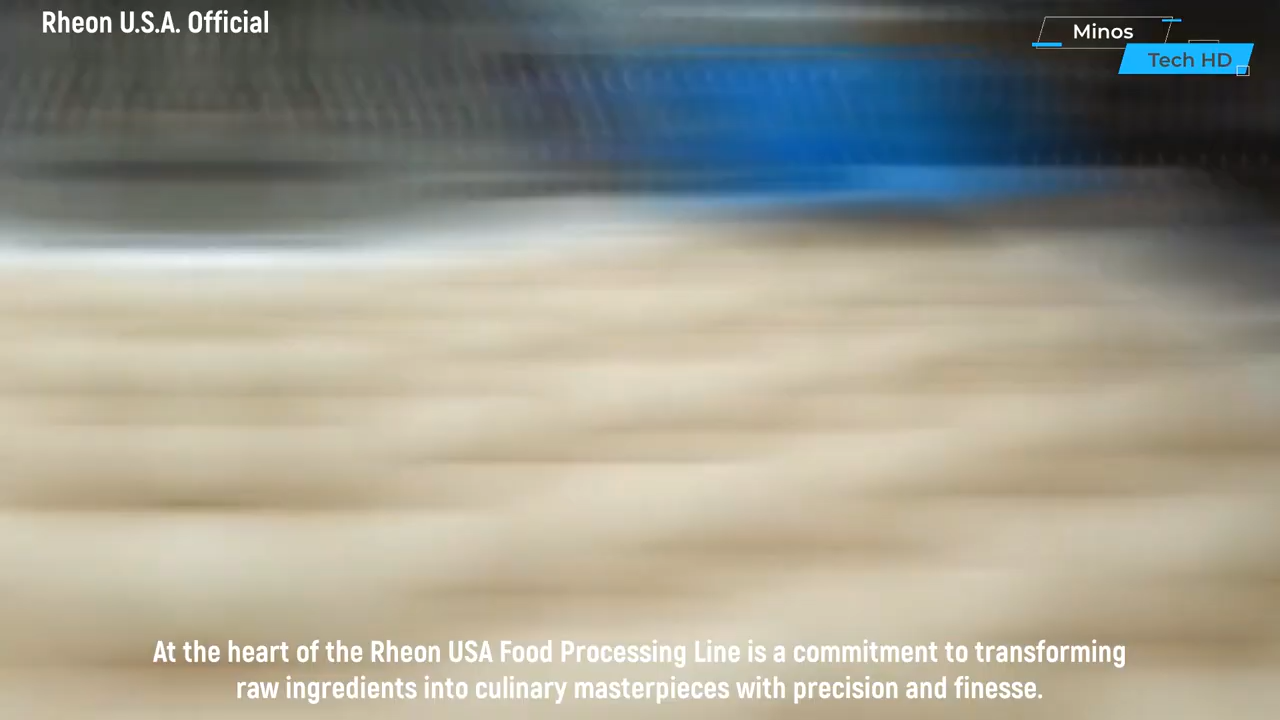 Rheon U.S.A. Official
Minos
Tech HD
At the heart of the Rheon USA Food Processing Line is a commitment to transforming
raw ingredients into culinary masterpieces with precision and finesse.